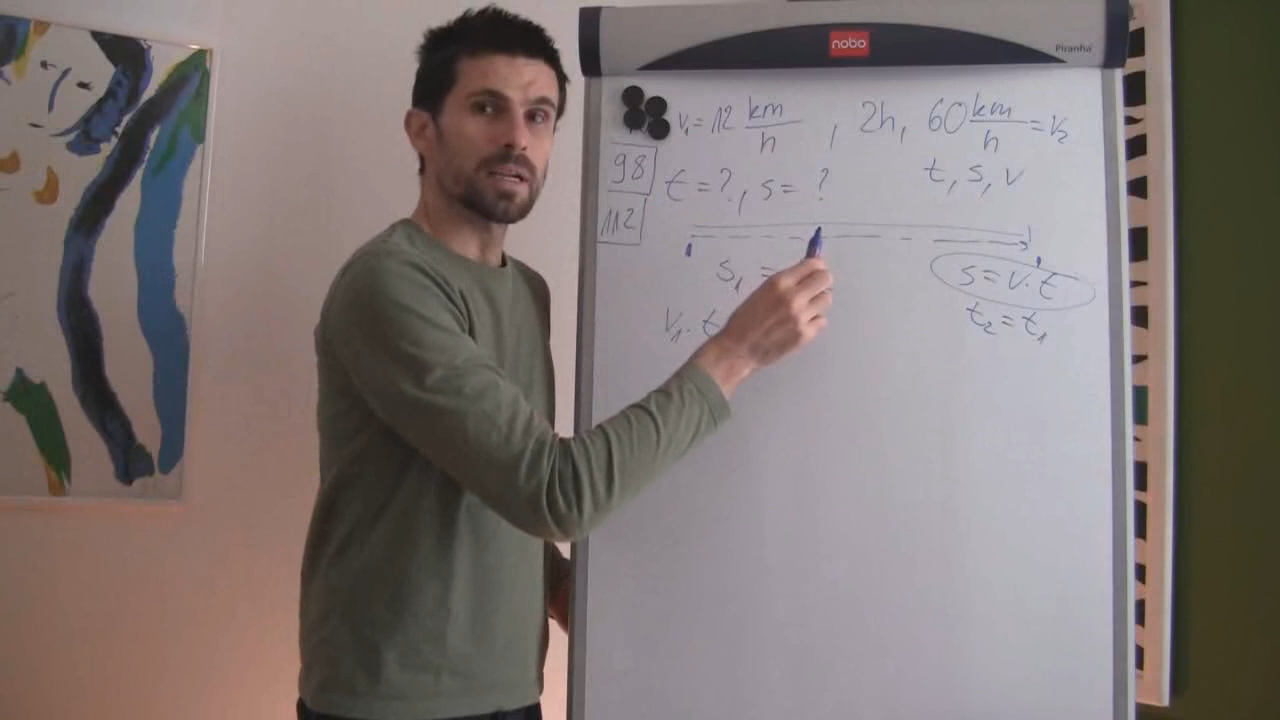 nobo
Piranha
v₁ = 12 km/h , 2h, 60 km/h = v₂
98
t = ?, s = ?
t, s, v
112
s₁ =
s = v·t
v₁· t
t₂ = t₁